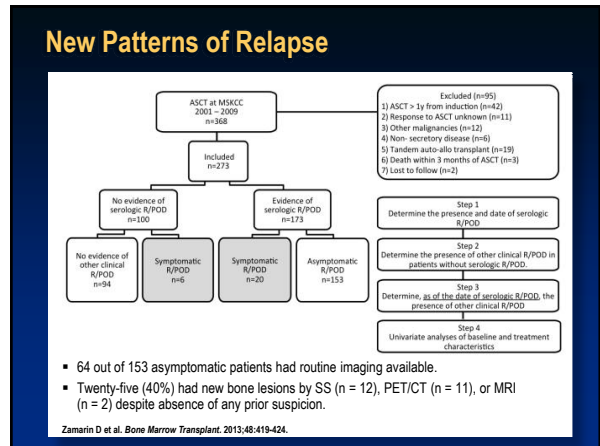 New Patterns of Relapse
ASCT at MSKCC
2001 – 2009
n=368
Excluded (n=95)
1) ASCT > 1y from induction (n=42)
2) Response to ASCT unknown (n=11)
3) Other malignancies (n=12)
4) Non- secretory disease (n=6)
5) Tandem auto-allo transplant (n=19)
6) Death within 3 months of ASCT (n=3)
7) Lost to follow (n=2)
Included
n=273
No evidence of
serologic R/POD
n=100
Evidence of
serologic R/POD
n=173
No evidence of
other clinical
R/POD
n=94
Symptomatic
R/POD
n=6
Symptomatic
R/POD
n=20
Asymptomatic
R/POD
n=153
Step 1
Determine the presence and date of serologic
R/POD
Step 2
Determine the presence of other clinical R/POD in
patients without serologic R/POD.
Step 3
Determine, as of the date of serologic R/POD, the
presence of other clinical R/POD
Step 4
Univariate analyses of baseline and treatment
characteristics
▪ 64 out of 153 asymptomatic patients had routine imaging available.
▪ Twenty-five (40%) had new bone lesions by SS (n = 12), PET/CT (n = 11), or MRI
(n = 2) despite absence of any prior suspicion.
Zamarin D et al. Bone Marrow Transplant. 2013;48:419-424.